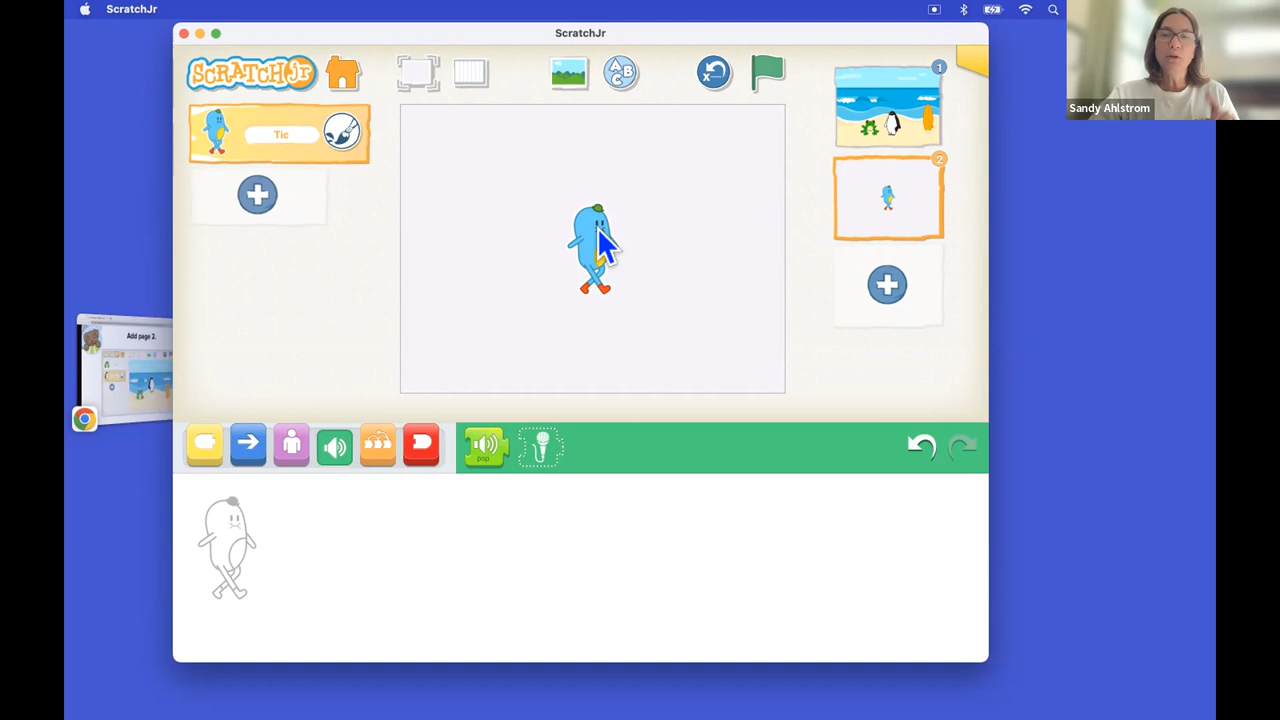 ScratchJr
ScratchJr
SCRATCHJr
A
B
C
x
1
Sandy Ahlstrom
Tic
2
Add page 2.
pop